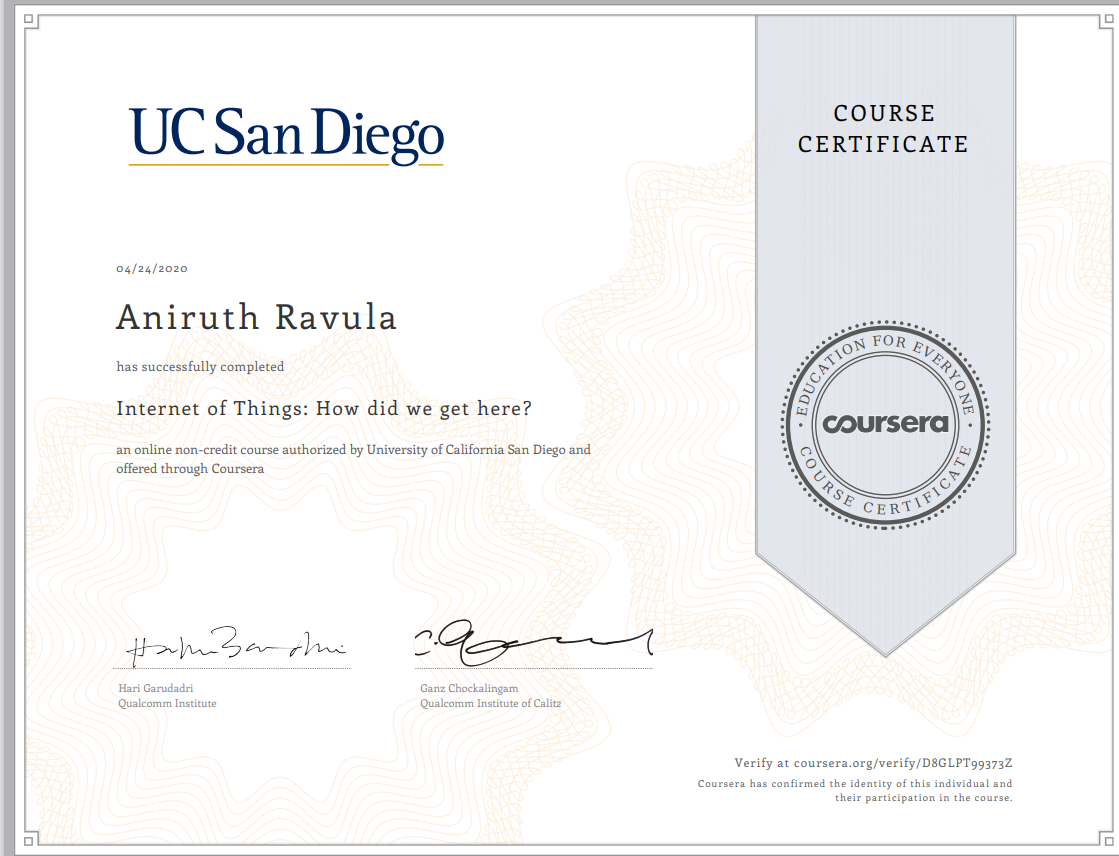 UC San Diego
COURSE
CERTIFICATE
04/24/2020
Aniruth Ravula
has successfully completed
Internet of Things: How did we get here?
an online non-credit course authorized by University of California San Diego and
offered through Coursera
EDUCATION FOR EVERYONE
coursera
COURSE CERTIFICATE
Hari Garudadri
Qualcomm Institute
Ganz Chockalingam
Qualcomm Institute of Calit2
Verify at coursera.org/verify/D8GLPT99373Z
Coursera has confirmed the identity of this individual and
their participation in the course.